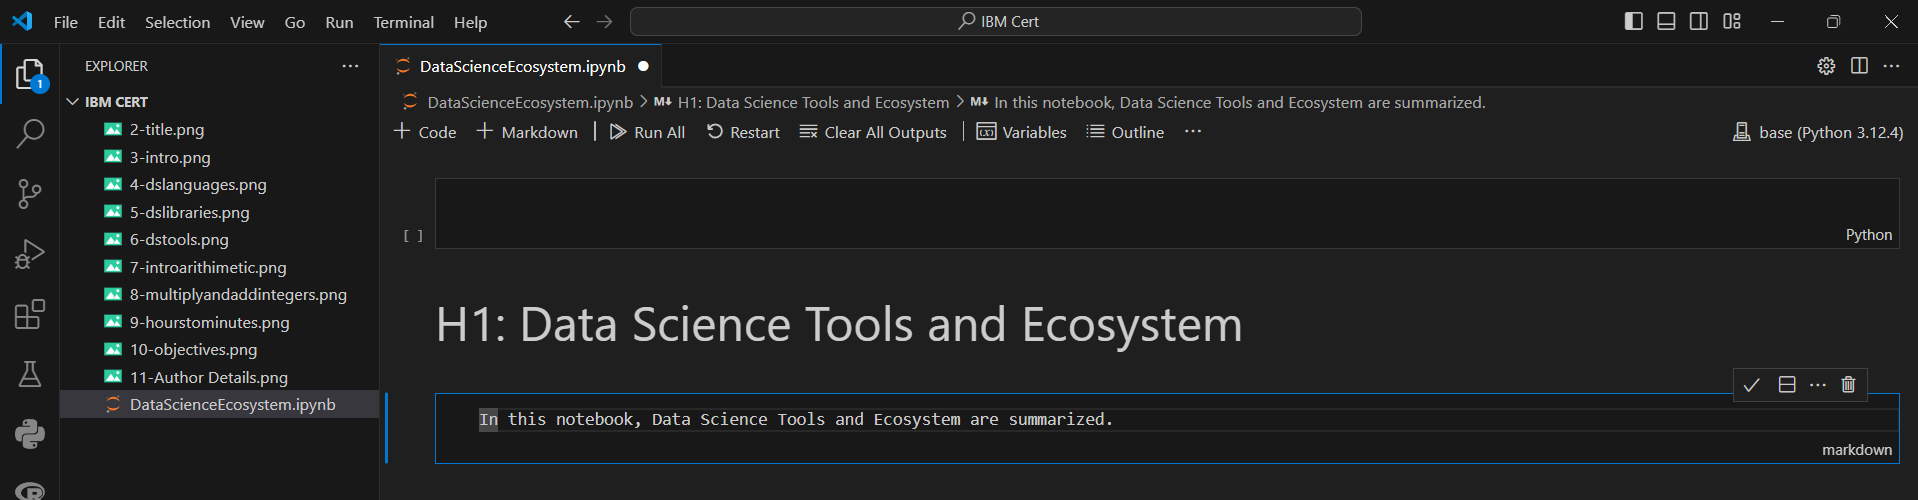 File Edit Selection View Go Run Terminal Help
IBM Cert
EXPLORER
1
IBM CERT
2-title.png
3-intro.png
4-dslanguages.png
5-dslibraries.png
6-dstools.png
7-introarithimetic.png
8-multiplyandaddintegers.png
9-hourstominutes.png
10-objectives.png
11-Author Details.png
DataScienceEcosystem.ipynb
DataScienceEcosystem.ipynb
DataScienceEcosystem.ipynb > M↓ H1: Data Science Tools and Ecosystem > M↓ In this notebook, Data Science Tools and Ecosystem are summarized.
+ Code + Markdown | Run All Restart Clear All Outputs | Variables Outline ···
base (Python 3.12.4)
[ ]
Python
H1: Data Science Tools and Ecosystem
In this notebook, Data Science Tools and Ecosystem are summarized.
markdown